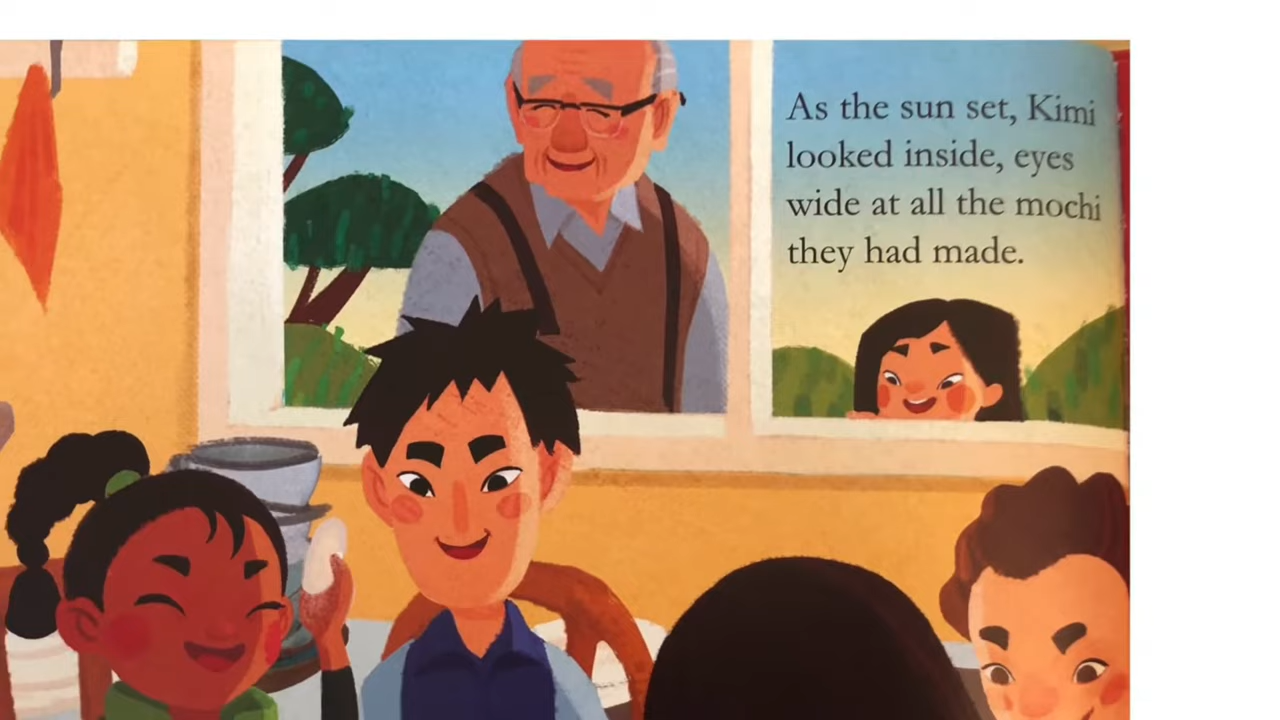 As the sun set, Kimi
looked inside, eyes
wide at all the mochi
they had made.